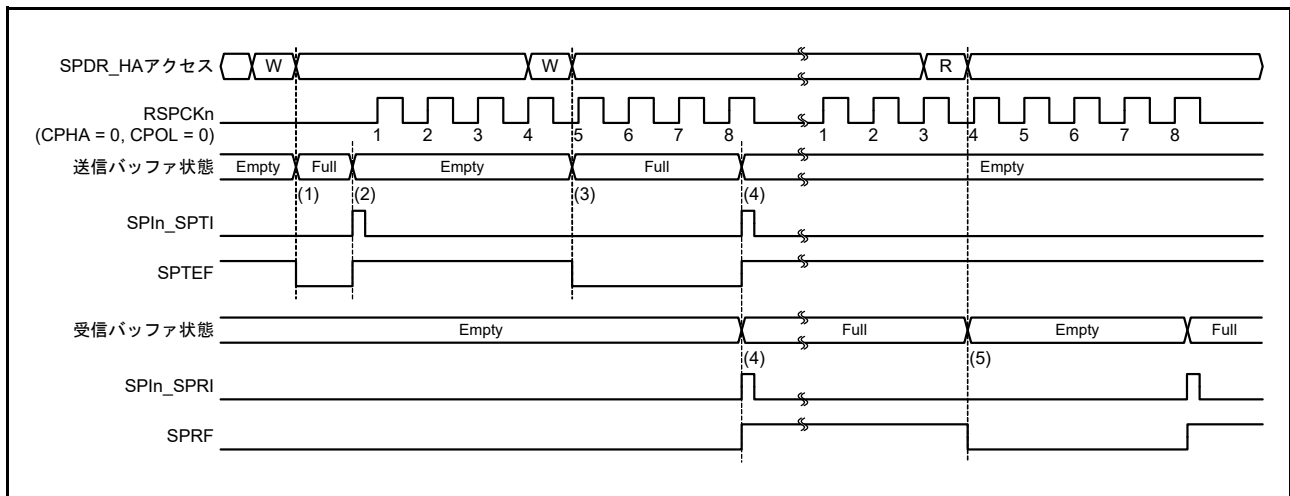 SPDR_HAアクセス W W R
RSPCKn
(CPHA = 0, CPOL = 0)
1 2 3 4 5 6 7 8 1 2 3 4 5 6 7 8
送信バッファ状態 Empty Full Empty Full Empty
(1) (2) (3) (4)
SPIn_SPTI
SPTEF
受信バッファ状態 Empty Full Empty Full
(4) (5)
SPIn_SPRI
SPRF